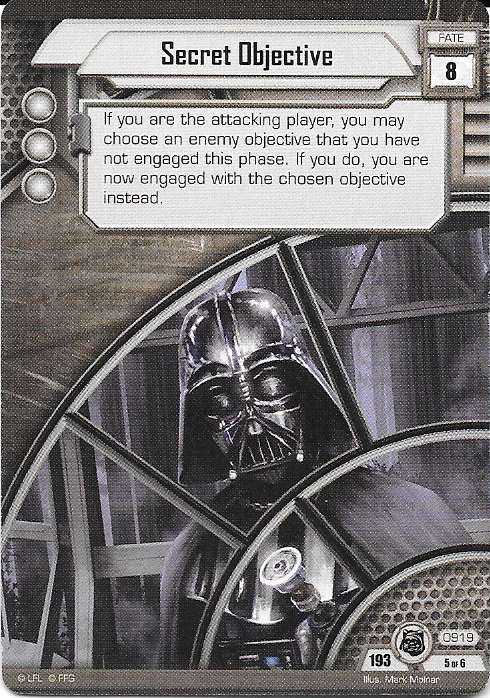 Secret Objective
FATE
8
If you are the attacking player, you may
choose an enemy objective that you have
not engaged this phase. If you do, you are
now engaged with the chosen objective
instead.
193
0919
5 of 6
© LFL © FFG
Illus. Mark Molnar